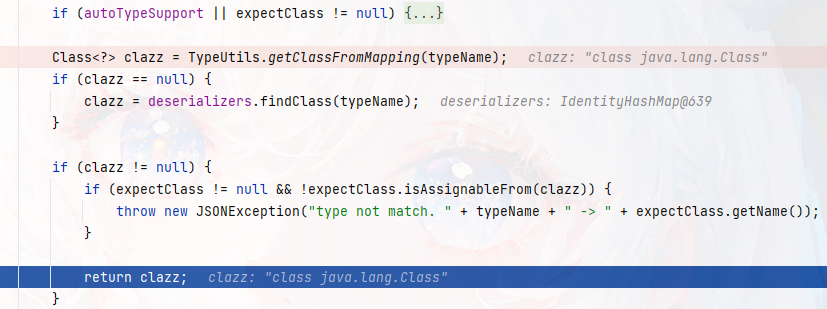 if (autoTypeSupport || expectClass != null) {...}
Class<?> clazz = TypeUtils.getClassFromMapping(typeName);   clazz: "class java.lang.Class"
if (clazz == null) {
    clazz = deserializers.findClass(typeName);   deserializers: IdentityHashMap@639
}
if (clazz != null) {
    if (expectClass != null && !expectClass.isAssignableFrom(clazz)) {
        throw new JSONException("type not match. " + typeName + " -> " + expectClass.getName());
    }
    return clazz;   clazz: "class java.lang.Class"
}